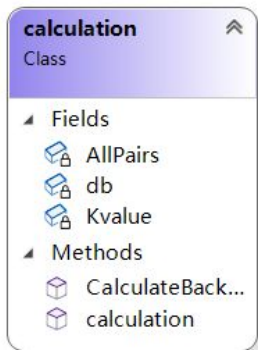 calculation
Class
Fields
AllPairs
db
Kvalue
Methods
CalculateBack...
calculation